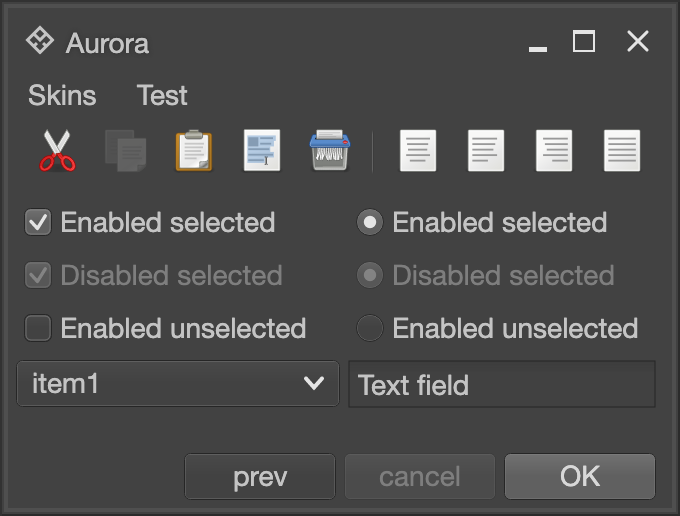 Aurora
Skins Test
Enabled selected Enabled selected
Disabled selected Disabled selected
Enabled unselected Enabled unselected
item1 Text field
prev cancel OK